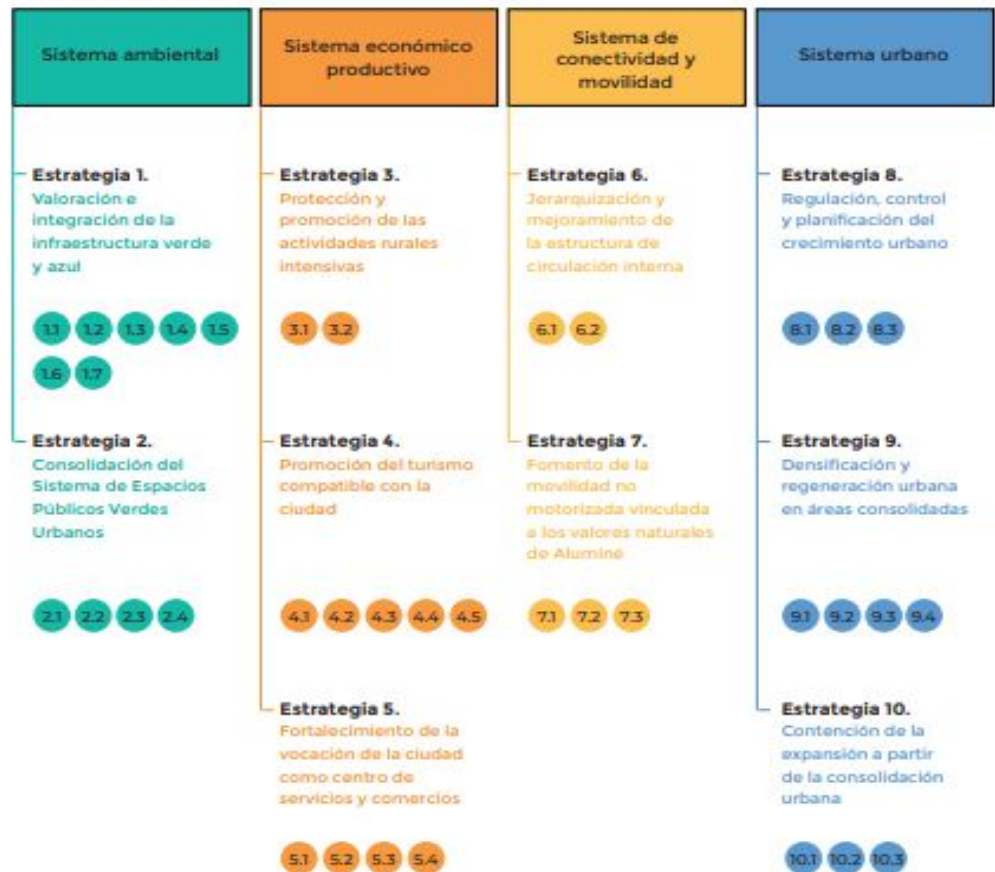 Sistema ambiental
Estrategia 1.
Valoración e
integración de la
infraestructura verde
y azul
1.1 1.2 1.3 1.4 1.5
1.6 1.7
Estrategia 2.
Consolidación del
Sistema de Espacios
Públicos Verdes
Urbanos
2.1 2.2 2.3 2.4
Sistema económico
productivo
Estrategia 3.
Protección y
promoción de las
actividades rurales
intensivas
3.1 3.2
Estrategia 4.
Promoción del turismo
compatible con la
ciudad
4.1 4.2 4.3 4.4 4.5
Estrategia 5.
Fortalecimiento de la
vocación de la ciudad
como centro de
servicios y comercios
5.1 5.2 5.3 5.4
Sistema de
conectividad y
movilidad
Estrategia 6.
Jerarquización y
mejoramiento de
la estructura de
circulación interna
6.1 6.2
Estrategia 7.
Fomento de la
movilidad no
motorizada vinculada
a los valores naturales
de Aluminé
7.1 7.2 7.3
Sistema urbano
Estrategia 8.
Regulación, control
y planificación del
crecimiento urbano
8.1 8.2 8.3
Estrategia 9.
Densificación y
regeneración urbana
en áreas consolidadas
9.1 9.2 9.3 9.4
Estrategia 10.
Contención de la
expansión a partir
de la consolidación
urbana
10.1 10.2 10.3